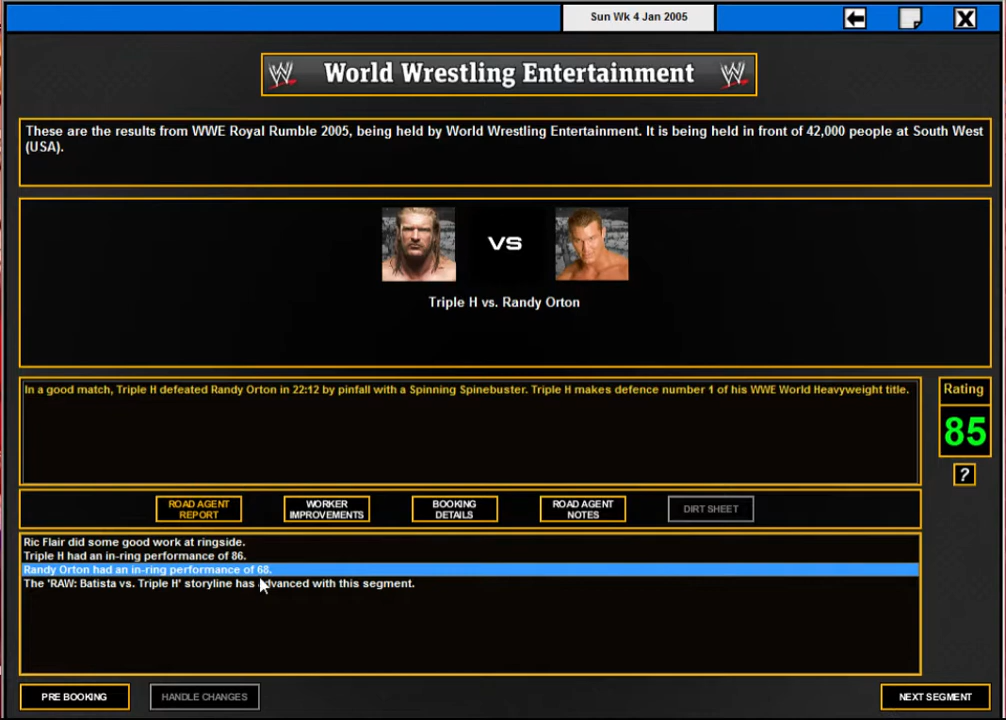 Sun Wk 4 Jan 2005
World Wrestling Entertainment
These are the results from WWE Royal Rumble 2005, being held by World Wrestling Entertainment. It is being held in front of 42,000 people at South West
(USA).
VS
Triple H vs. Randy Orton
In a good match, Triple H defeated Randy Orton in 22:12 by pinfall with a Spinning Spinebuster. Triple H makes defence number 1 of his WWE World Heavyweight title.
Rating
85
?
ROAD AGENT
REPORT
WORKER
IMPROVEMENTS
BOOKING
DETAILS
ROAD AGENT
NOTES
DIRT SHEET
Ric Flair did some good work at ringside.
Triple H had an in-ring performance of 86.
Randy Orton had an in-ring performance of 68.
The 'RAW: Batista vs. Triple H' storyline has advanced with this segment.
PRE BOOKING
HANDLE CHANGES
NEXT SEGMENT